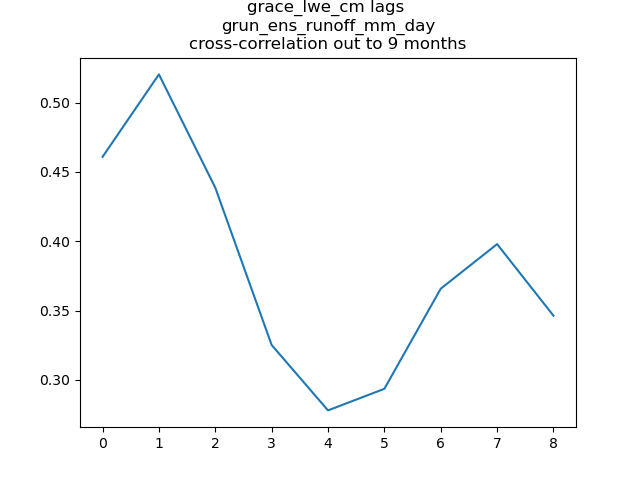 grace_lwe_cm lags
grun_ens_runoff_mm_day
cross-correlation out to 9 months
0.50
0.45
0.40
0.35
0.30
0 1 2 3 4 5 6 7 8